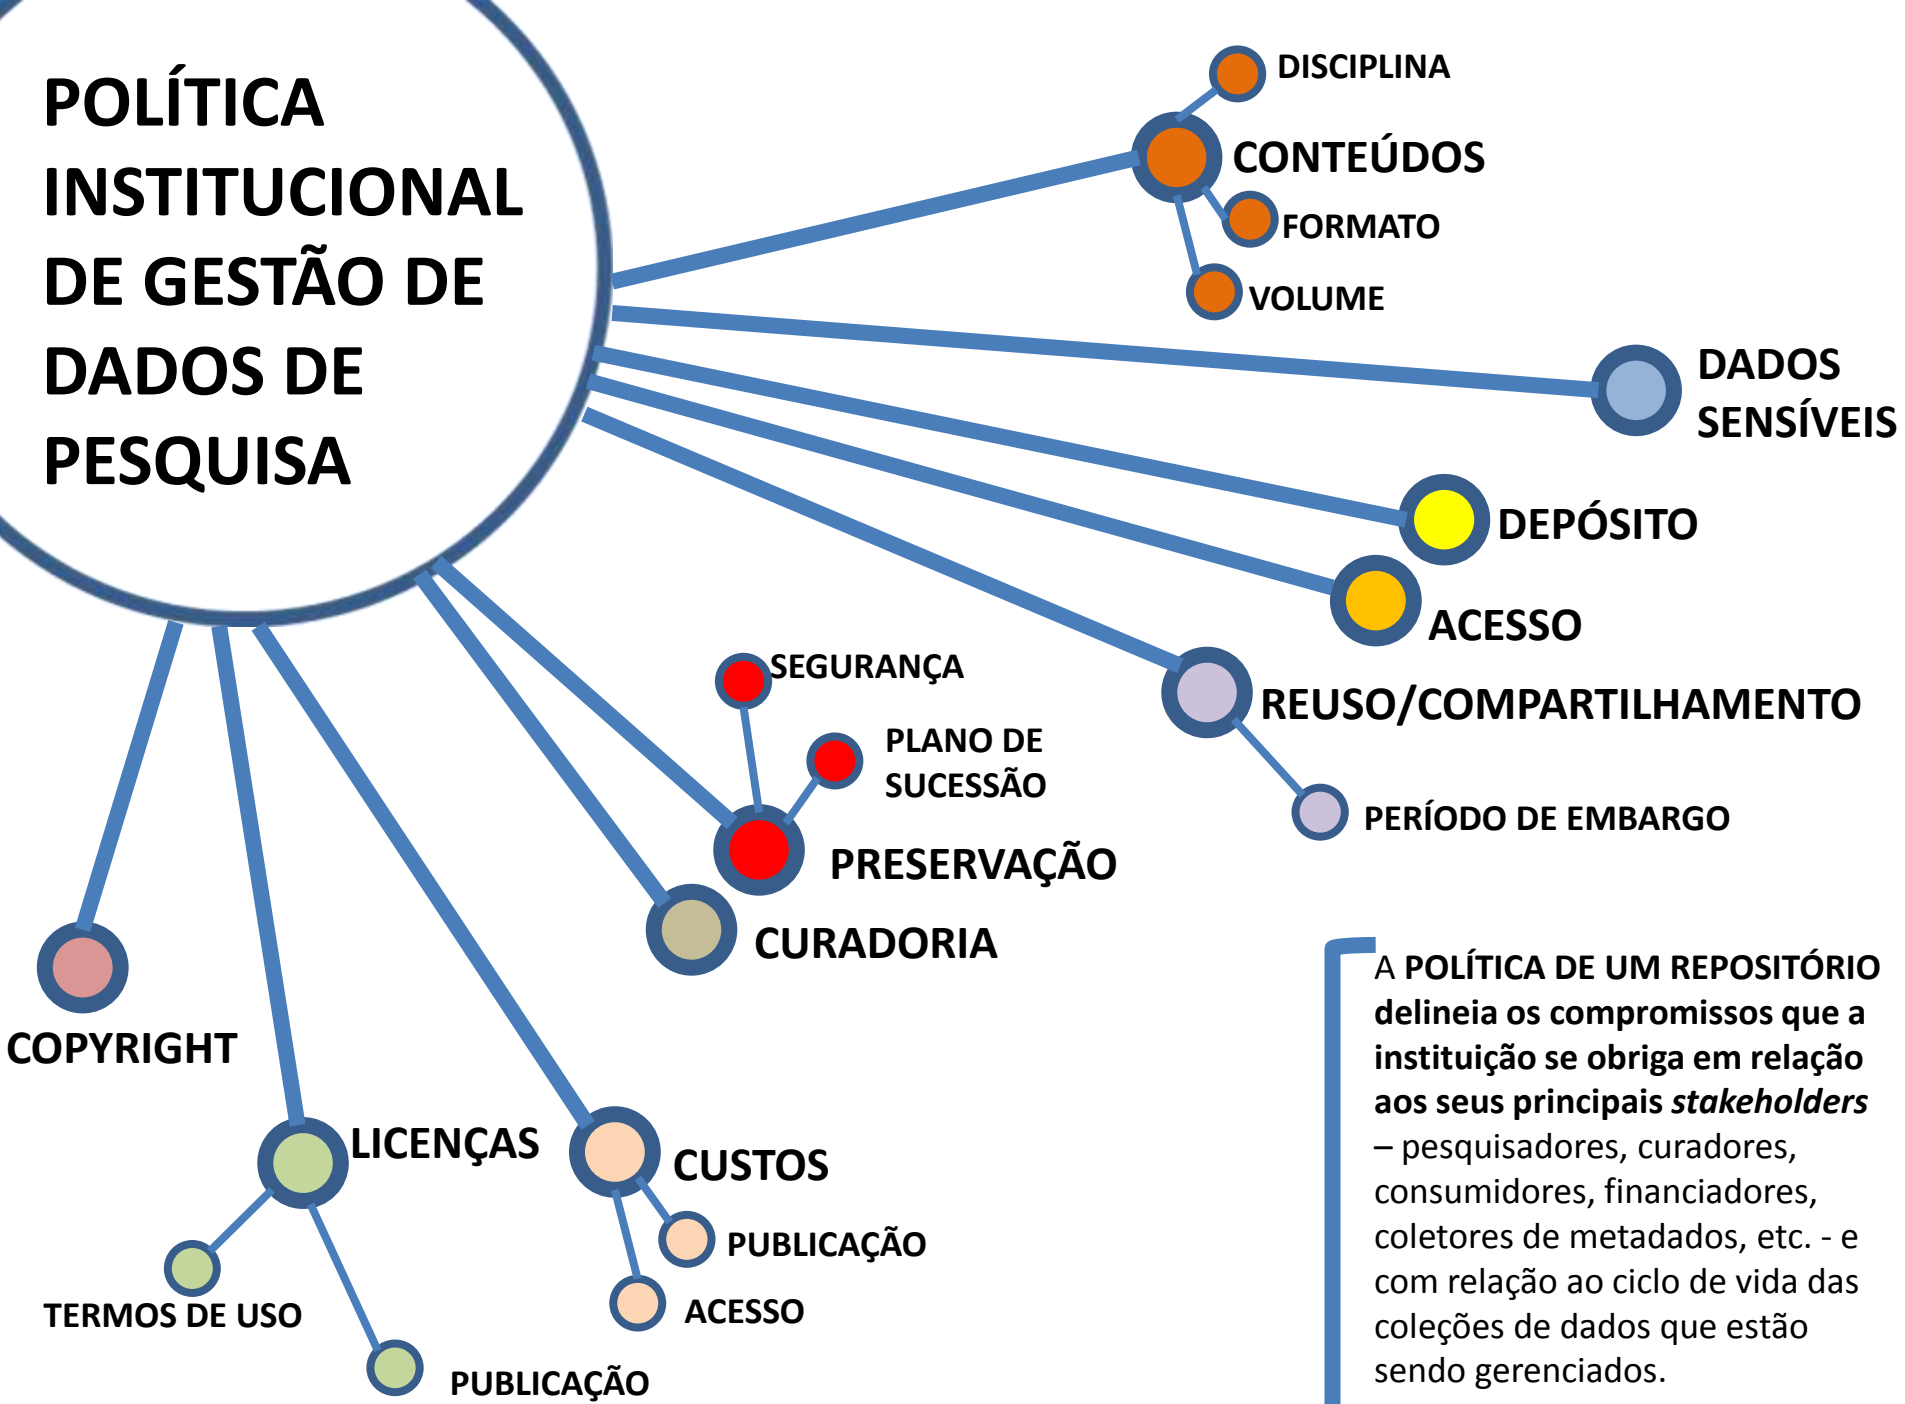 POLÍTICA
INSTITUCIONAL
DE GESTÃO DE
DADOS DE
PESQUISA
DISCIPLINA
CONTEÚDOS
FORMATO
VOLUME
DADOS
SENSÍVEIS
DEPÓSITO
ACESSO
REUSO/COMPARTILHAMENTO
PERÍODO DE EMBARGO
SEGURANÇA
PLANO DE
SUCESSÃO
PRESERVAÇÃO
CURADORIA
COPYRIGHT
LICENÇAS
TERMOS DE USO
PUBLICAÇÃO
CUSTOS
PUBLICAÇÃO
ACESSO
A POLÍTICA DE UM REPOSITÓRIO
delineia os compromissos que a
instituição se obriga em relação
aos seus principais stakeholders
– pesquisadores, curadores,
consumidores, financiadores,
coletores de metadados, etc. - e
com relação ao ciclo de vida das
coleções de dados que estão
sendo gerenciados.